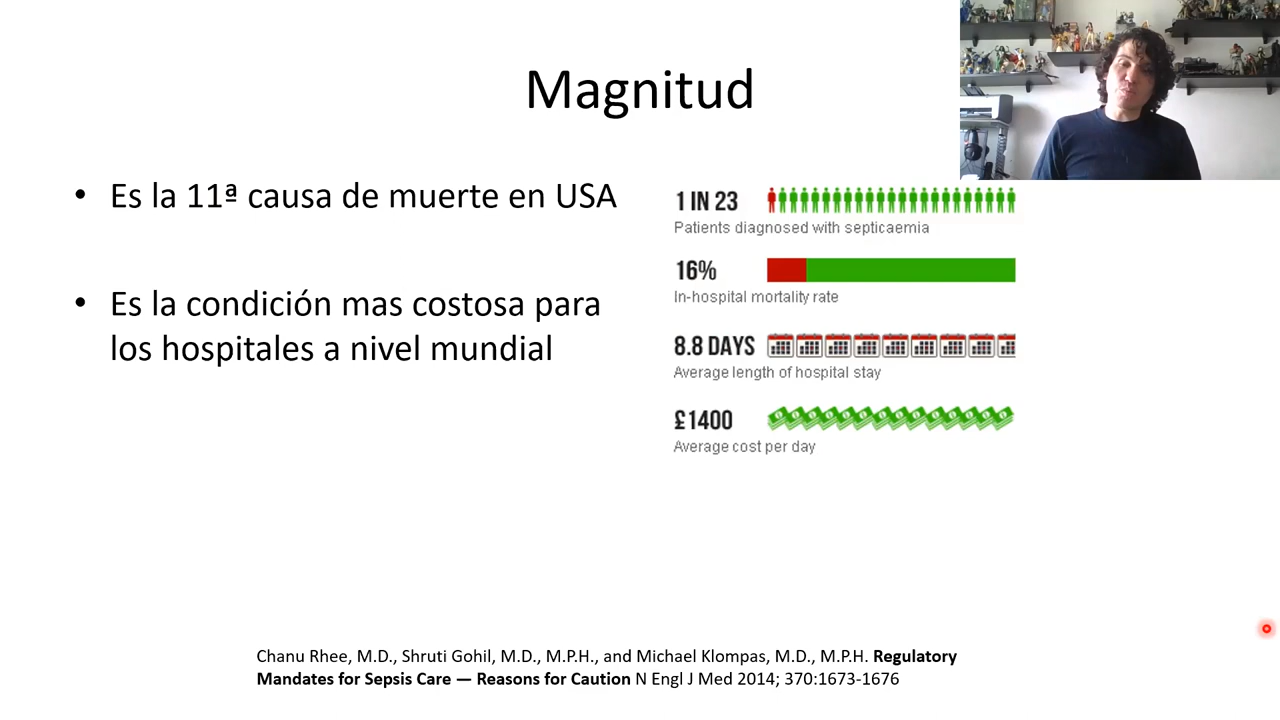 Magnitud
• Es la 11ª causa de muerte en USA
• Es la condición mas costosa para
los hospitales a nivel mundial
1 IN 23
Patients diagnosed with septicaemia
16%
In-hospital mortality rate
8.8 DAYS
Average length of hospital stay
£1400
Average cost per day
Chanu Rhee, M.D., Shruti Gohil, M.D., M.P.H., and Michael Klompas, M.D., M.P.H. Regulatory
Mandates for Sepsis Care — Reasons for Caution N Engl J Med 2014; 370:1673-1676